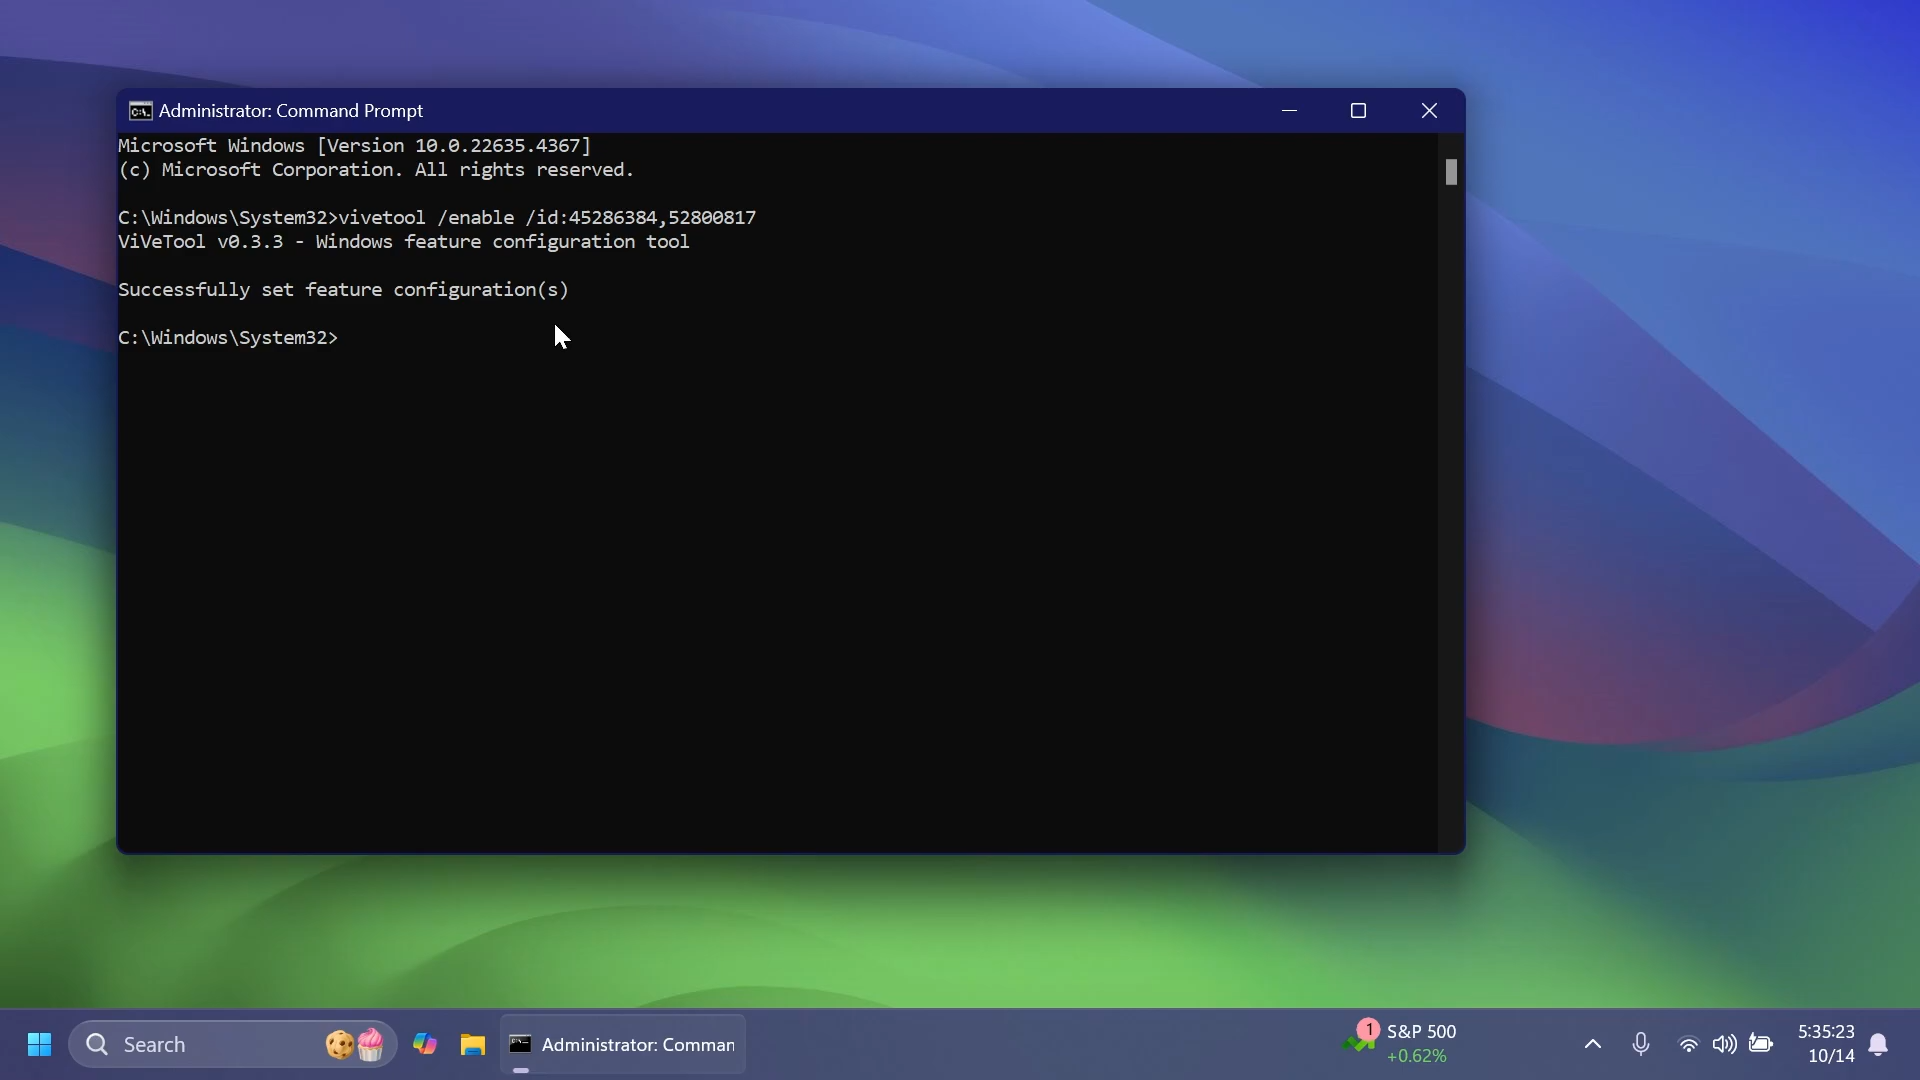 Administrator: Command Prompt
Microsoft Windows [Version 10.0.22635.4367]
(c) Microsoft Corporation. All rights reserved.
C:\Windows\System32>vivetool /enable /id:45286384,52800817
ViVeTool v0.3.3 - Windows feature configuration tool
Successfully set feature configuration(s)
C:\Windows\System32>
Search
Administrator: Comman
1
S&P 500
+0.62%
5:35:23
10/14